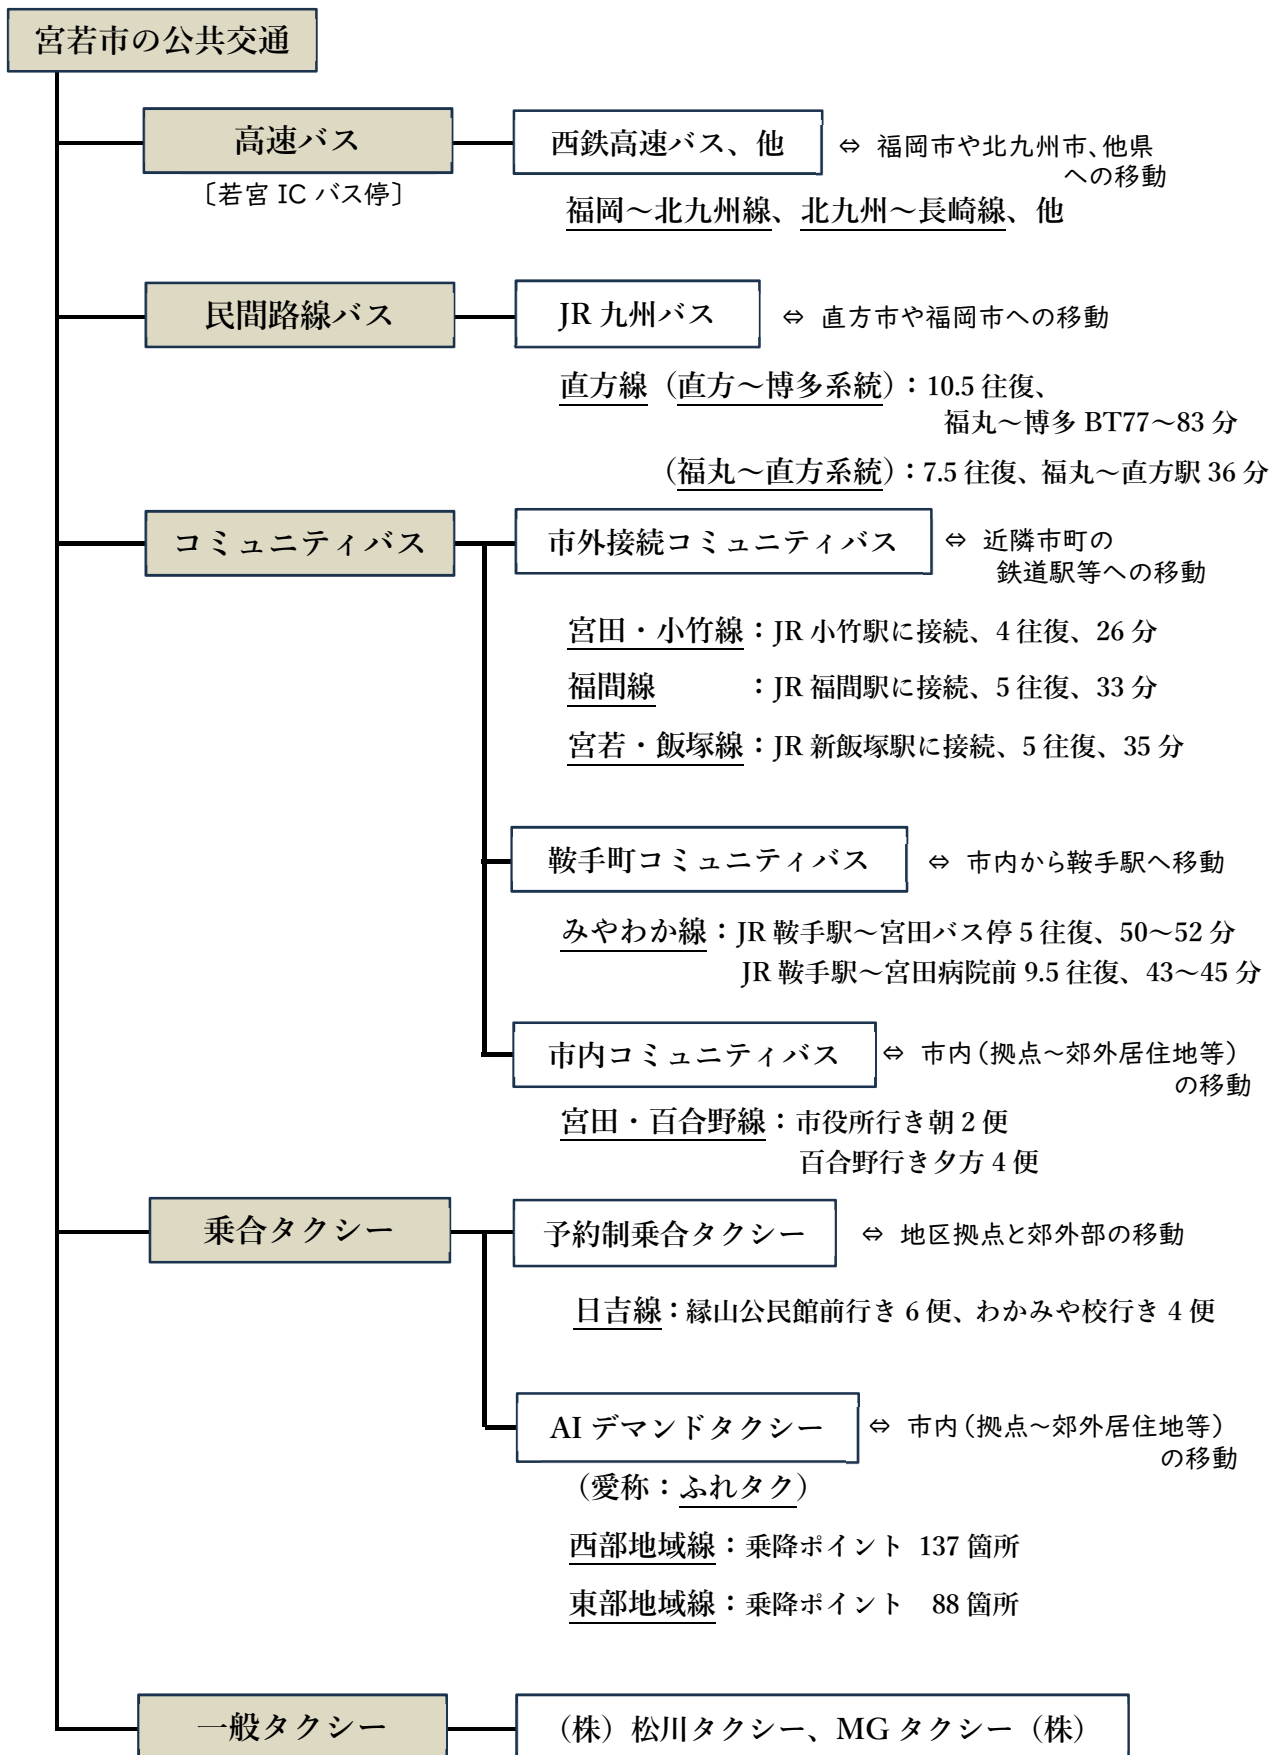 宮若市の公共交通
高速バス
〔若宮 IC バス停〕
西鉄高速バス、他
⇔ 福岡市や北九州市、他県
への移動
福岡～北九州線、北九州～長崎線、他
民間路線バス
JR 九州バス
⇔ 直方市や福岡市への移動
直方線（直方～博多系統）：10.5 往復、
福丸～博多 BT77～83 分
（福丸～直方系統）：7.5 往復、福丸～直方駅 36 分
コミュニティバス
市外接続コミュニティバス
⇔ 近隣市町の
鉄道駅等への移動
宮田・小竹線：JR 小竹駅に接続、4 往復、26 分
福間線　　　：JR 福間駅に接続、5 往復、33 分
宮若・飯塚線：JR 新飯塚駅に接続、5 往復、35 分
鞍手町コミュニティバス
⇔ 市内から鞍手駅へ移動
みやわか線：JR 鞍手駅～宮田バス停 5 往復、50～52 分
JR 鞍手駅～宮田病院前 9.5 往復、43～45 分
市内コミュニティバス
⇔ 市内（拠点～郊外居住地等）
の移動
宮田・百合野線：市役所行き朝 2 便
百合野行き夕方 4 便
乗合タクシー
予約制乗合タクシー
⇔ 地区拠点と郊外部の移動
日吉線：縁山公民館前行き 6 便、わかみや校行き 4 便
AI デマンドタクシー
⇔ 市内（拠点～郊外居住地等）
の移動
（愛称：ふれタク）
西部地域線：乗降ポイント 137 箇所
東部地域線：乗降ポイント　88 箇所
一般タクシー
（株）松川タクシー、MG タクシー（株）